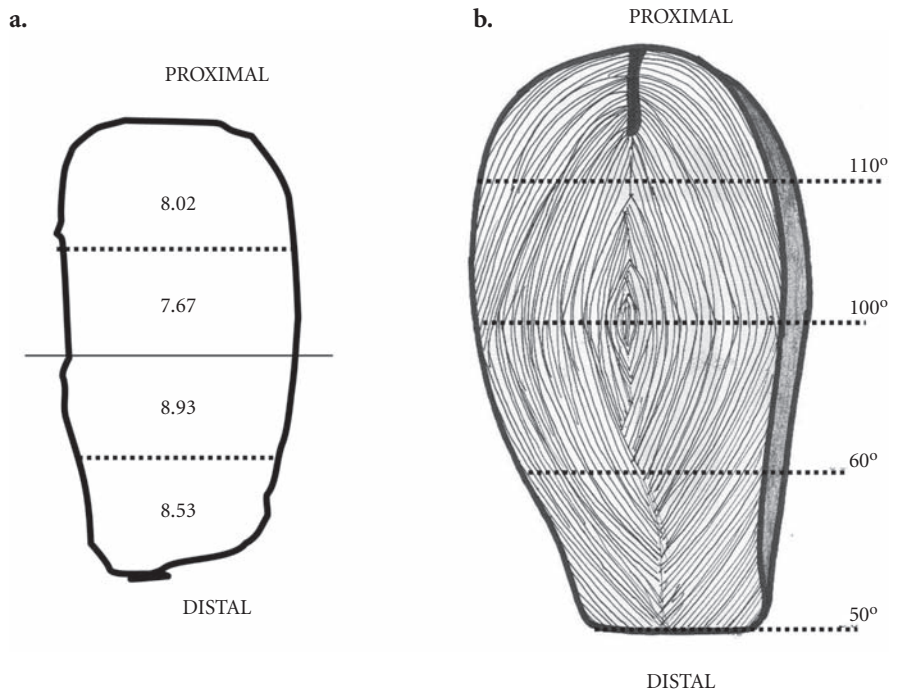 a.
PROXIMAL
8.02
7.67
8.93
8.53
DISTAL
b.
PROXIMAL
110º
100º
60º
50º
DISTAL